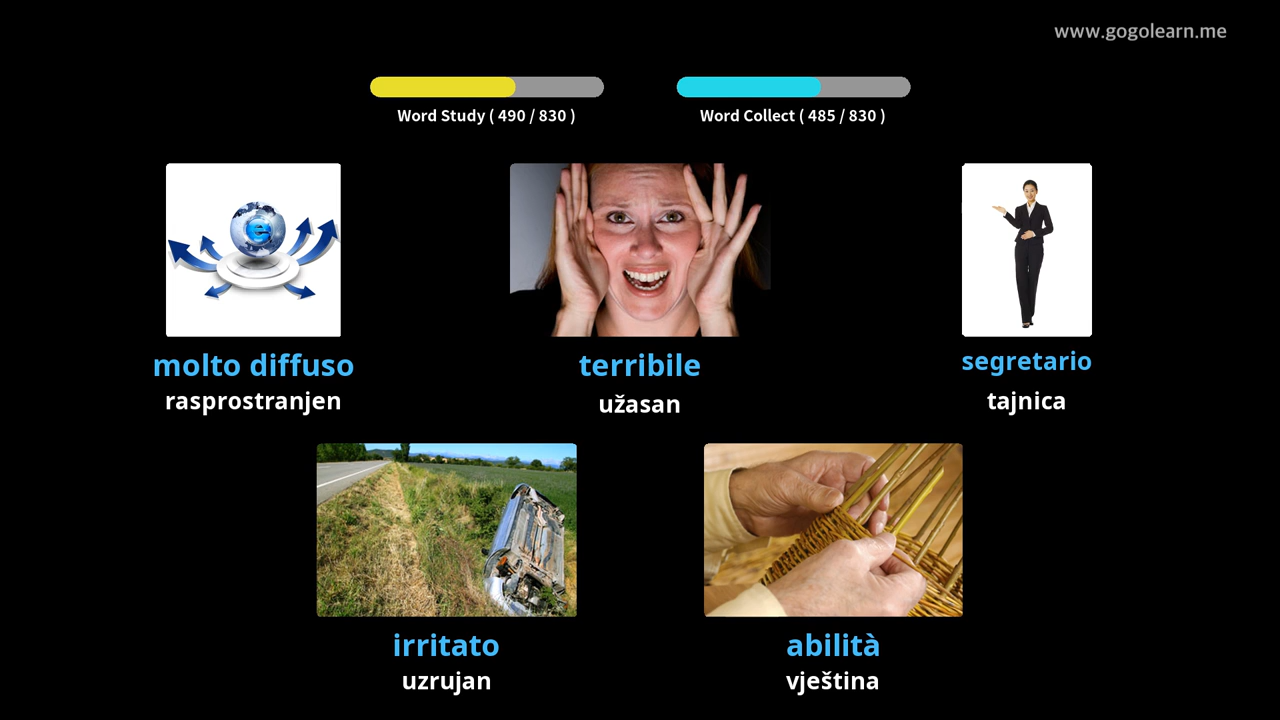 www.gogolearn.me
Word Study ( 490 / 830 )
Word Collect ( 485 / 830 )
e
molto diffuso
rasprostranjen
terribile
užasan
segretario
tajnica
irritato
uzrujan
abilità
vještina